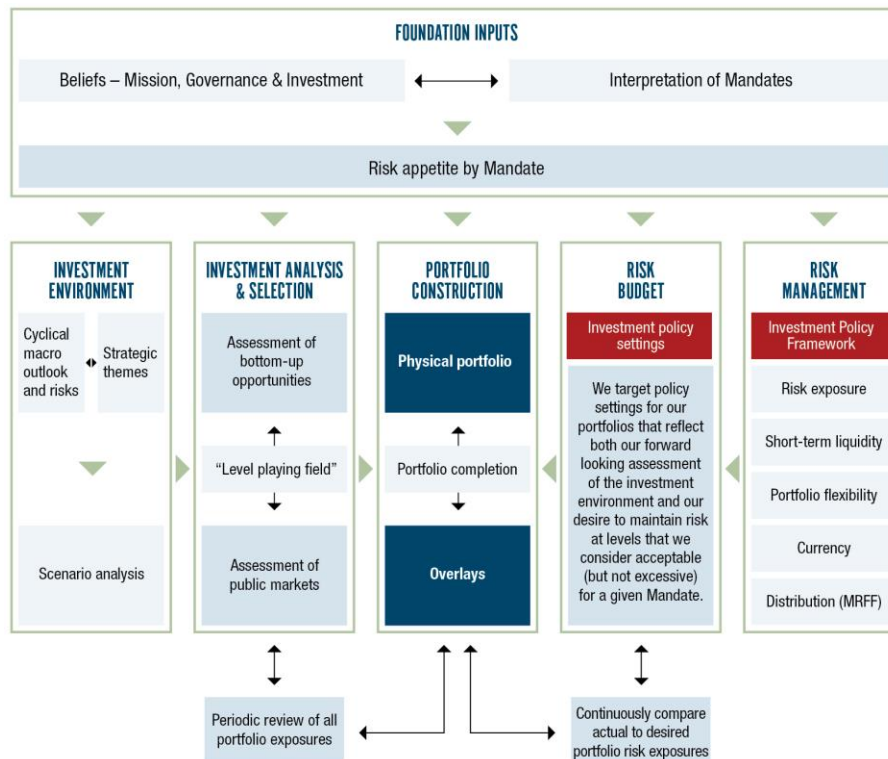 FOUNDATION INPUTS
Beliefs – Mission, Governance & Investment
Interpretation of Mandates
Risk appetite by Mandate
INVESTMENT
ENVIRONMENT
Cyclical
macro
outlook
and risks
Strategic
themes
Scenario analysis
INVESTMENT ANALYSIS
& SELECTION
Assessment of
bottom-up
opportunities
“Level playing field”
Assessment of
public markets
PORTFOLIO
CONSTRUCTION
Physical portfolio
Portfolio completion
Overlays
RISK
BUDGET
Investment policy
settings
We target policy
settings for our
portfolios that reflect
both our forward
looking assessment
of the investment
environment and our
desire to maintain risk
at levels that we
consider acceptable
(but not excessive)
for a given Mandate.
RISK
MANAGEMENT
Investment Policy
Framework
Risk exposure
Short-term liquidity
Portfolio flexibility
Currency
Distribution (MRFF)
Periodic review of all
portfolio exposures
Continuously compare
actual to desired
portfolio risk exposures